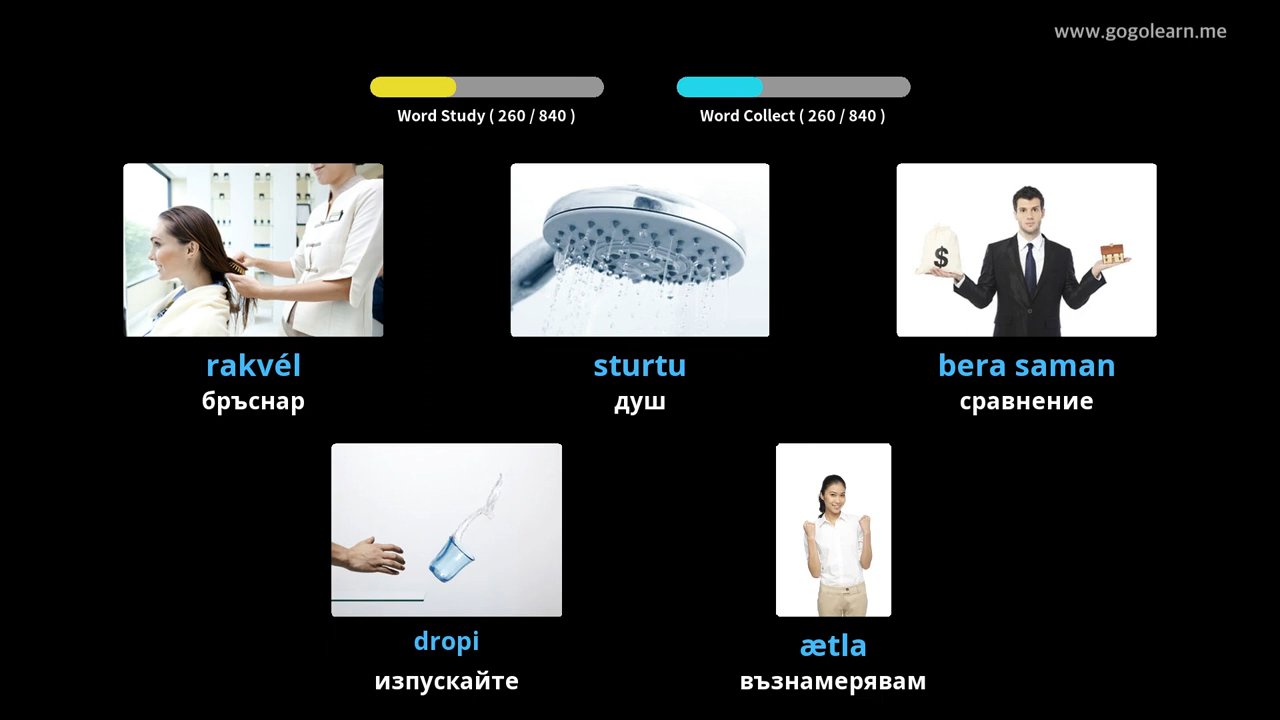 www.gogolearn.me
Word Study ( 260 / 840 )
Word Collect ( 260 / 840 )
rakvél
бръснар
sturtu
душ
bera saman
сравнение
dropi
изпускайте
ætla
възнамерявам